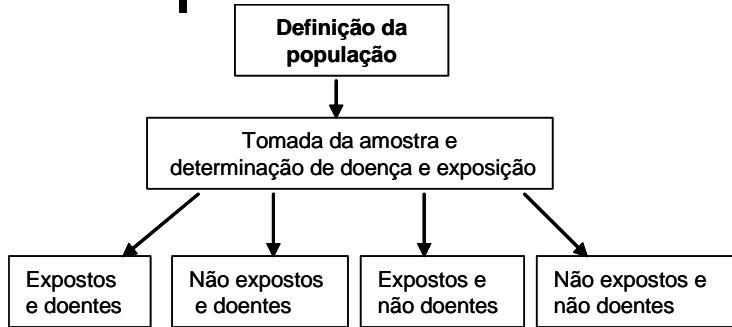 Definição da
população
Tomada da amostra e
determinação de doença e exposição
Expostos
e doentes
Não expostos
e doentes
Expostos e
não doentes
Não expostos e
não doentes